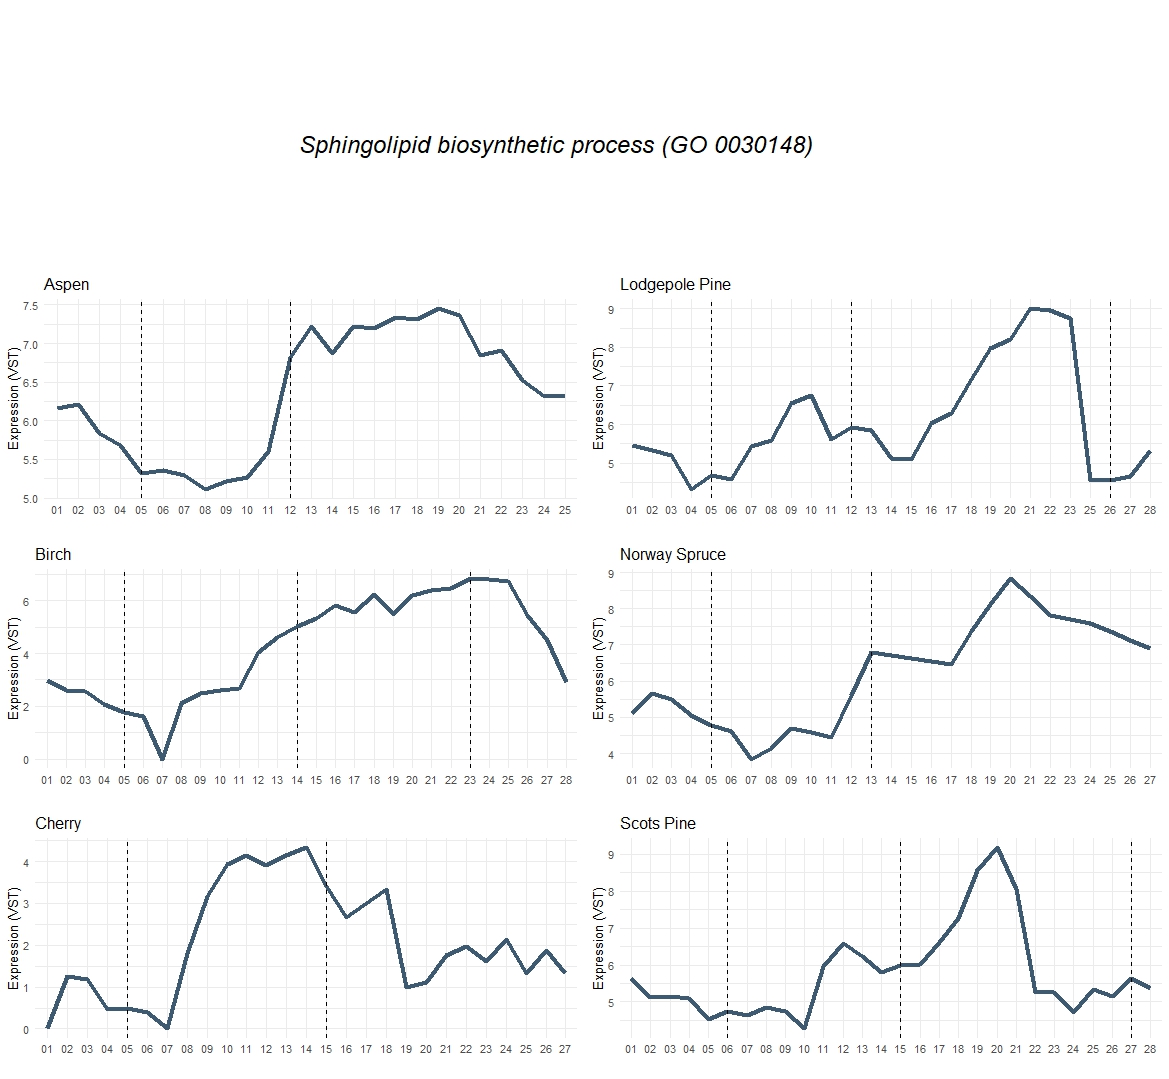 Sphingolipid biosynthetic process (GO 0030148)
Aspen
Expression (VST)
7.5
7.0
6.5
6.0
5.5
5.0
01 02 03 04 05 06 07 08 09 10 11 12 13 14 15 16 17 18 19 20 21 22 23 24 25
Lodgepole Pine
Expression (VST)
9
8
7
6
5
01 02 03 04 05 06 07 08 09 10 11 12 13 14 15 16 17 18 19 20 21 22 23 25 26 27 28
Birch
Expression (VST)
6
4
2
0
01 02 03 04 05 06 07 08 09 10 11 12 13 14 15 16 17 18 19 20 21 22 23 24 25 26 27 28
Norway Spruce
Expression (VST)
9
8
7
6
5
4
01 02 03 04 05 06 07 08 09 10 11 12 13 14 15 16 17 18 19 20 21 22 23 24 25 26 27
Cherry
Expression (VST)
4
3
2
1
0
01 02 03 04 05 06 07 08 09 10 11 12 13 14 15 16 17 18 19 20 21 22 23 24 25 26 27
Scots Pine
Expression (VST)
9
8
7
6
5
01 02 03 04 05 06 07 08 09 10 11 12 13 14 15 16 17 18 19 20 21 22 23 24 25 26 27 28